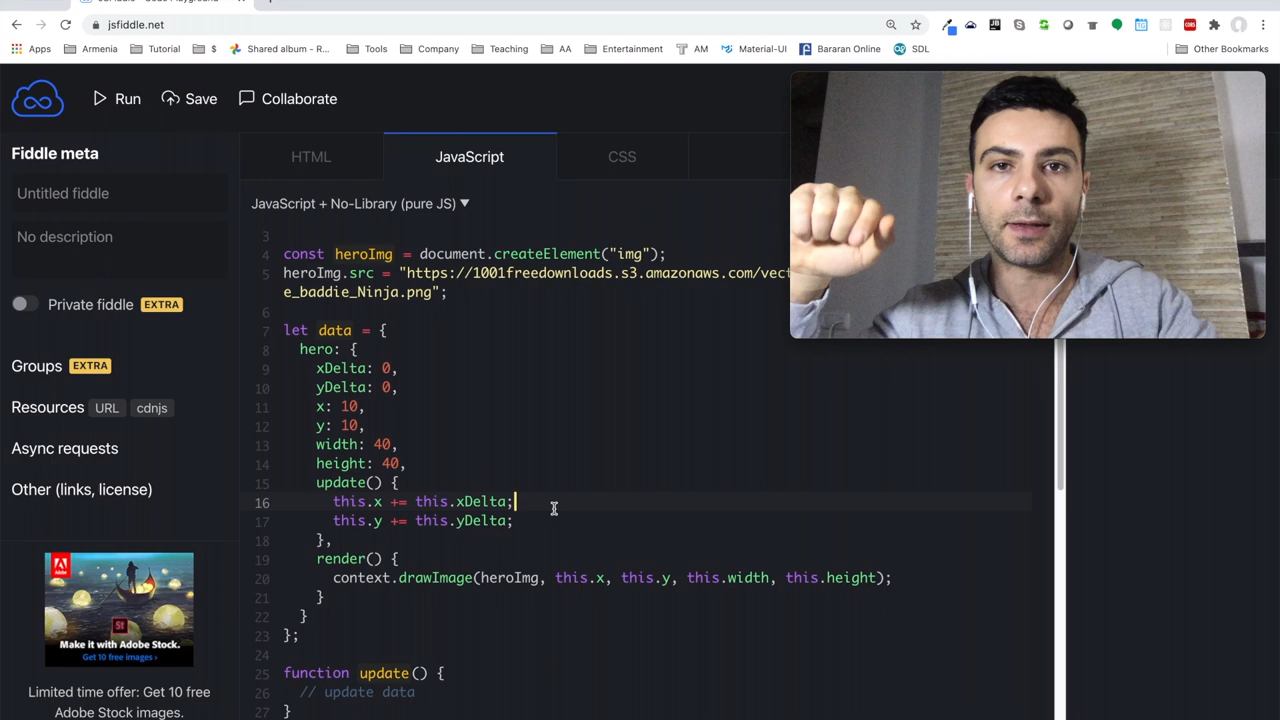 jsfiddle.net
Apps Armenia Tutorial $ Shared album - R... Tools Company Teaching AA Entertainment AM Material-UI Bararan Online SDL Other Bookmarks
Run Save Collaborate
Fiddle meta
Untitled fiddle
No description
Private fiddle EXTRA
Groups EXTRA
Resources URL cdnjs
Async requests
Other (links, license)
Make it with Adobe Stock.
Get 10 free images ›
Limited time offer: Get 10 free
Adobe Stock images.
HTML JavaScript CSS
JavaScript + No-Library (pure JS) ▼
3
4 const heroImg = document.createElement("img");
5 heroImg.src = "https://1001freedownloads.s3.amazonaws.com/vect
e_baddie_Ninja.png";
6
7 let data = {
8 hero: {
9 xDelta: 0,
10 yDelta: 0,
11 x: 10,
12 y: 10,
13 width: 40,
14 height: 40,
15 update() {
16 this.x += this.xDelta;
17 this.y += this.yDelta;
18 },
19 render() {
20 context.drawImage(heroImg, this.x, this.y, this.width, this.height);
21 }
22 }
23 };
24
25 function update() {
26 // update data
27 }